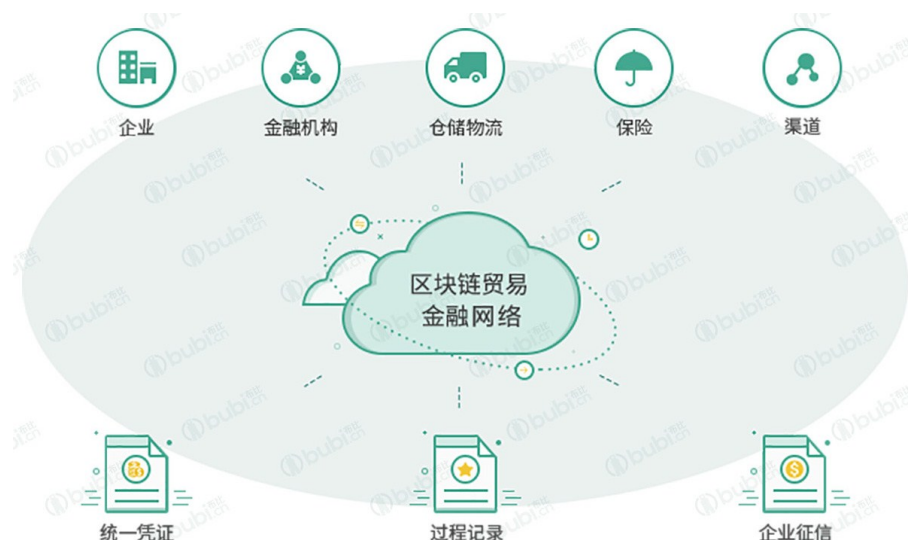 企业
金融机构
仓储物流
保险
渠道
区块链贸易
金融网络
统一凭证
过程记录
企业征信
bubi